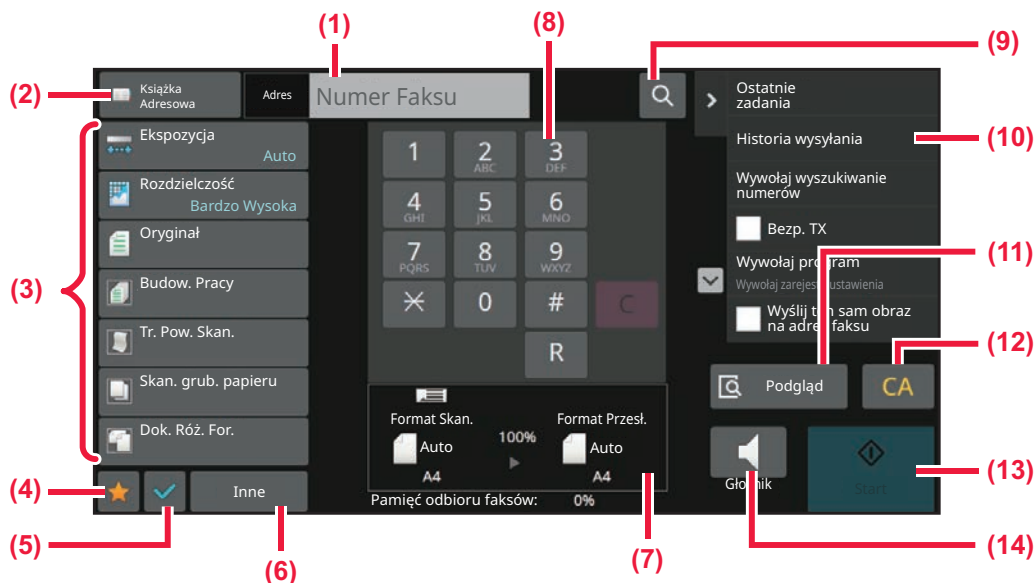 (1)
(8)
(9)
(2)
Książka
Adresowa
Adres
Numer Faksu
Ostatnie
zadania
(3)
Ekspozycja
Auto
Rozdzielczość
Bardzo Wysoka
Oryginał
Budow. Pracy
Tr. Pow. Skan.
Skan. grub. papieru
Dok. Róż. For.
1
2
ABC
3
DEF
4
GHI
5
JKL
6
MNO
7
PQRS
8
TUV
9
WXYZ
0
#
C
R
Historia wysyłania
(10)
Wywołaj wyszukiwanie
numerów
Bezp. TX
(11)
Wywołaj program
Wywołaj ustawienia
Wyślij ten sam obraz
na adres faksu
(12)
Podgląd
CA
Format Skan.
100%
Format Przesł.
Auto
Auto
A4
A4
Pamięć odbioru faksów: 0%
Głośnik
Start
(13)
(4)
Inne
(5)
(6)
(7)
(14)